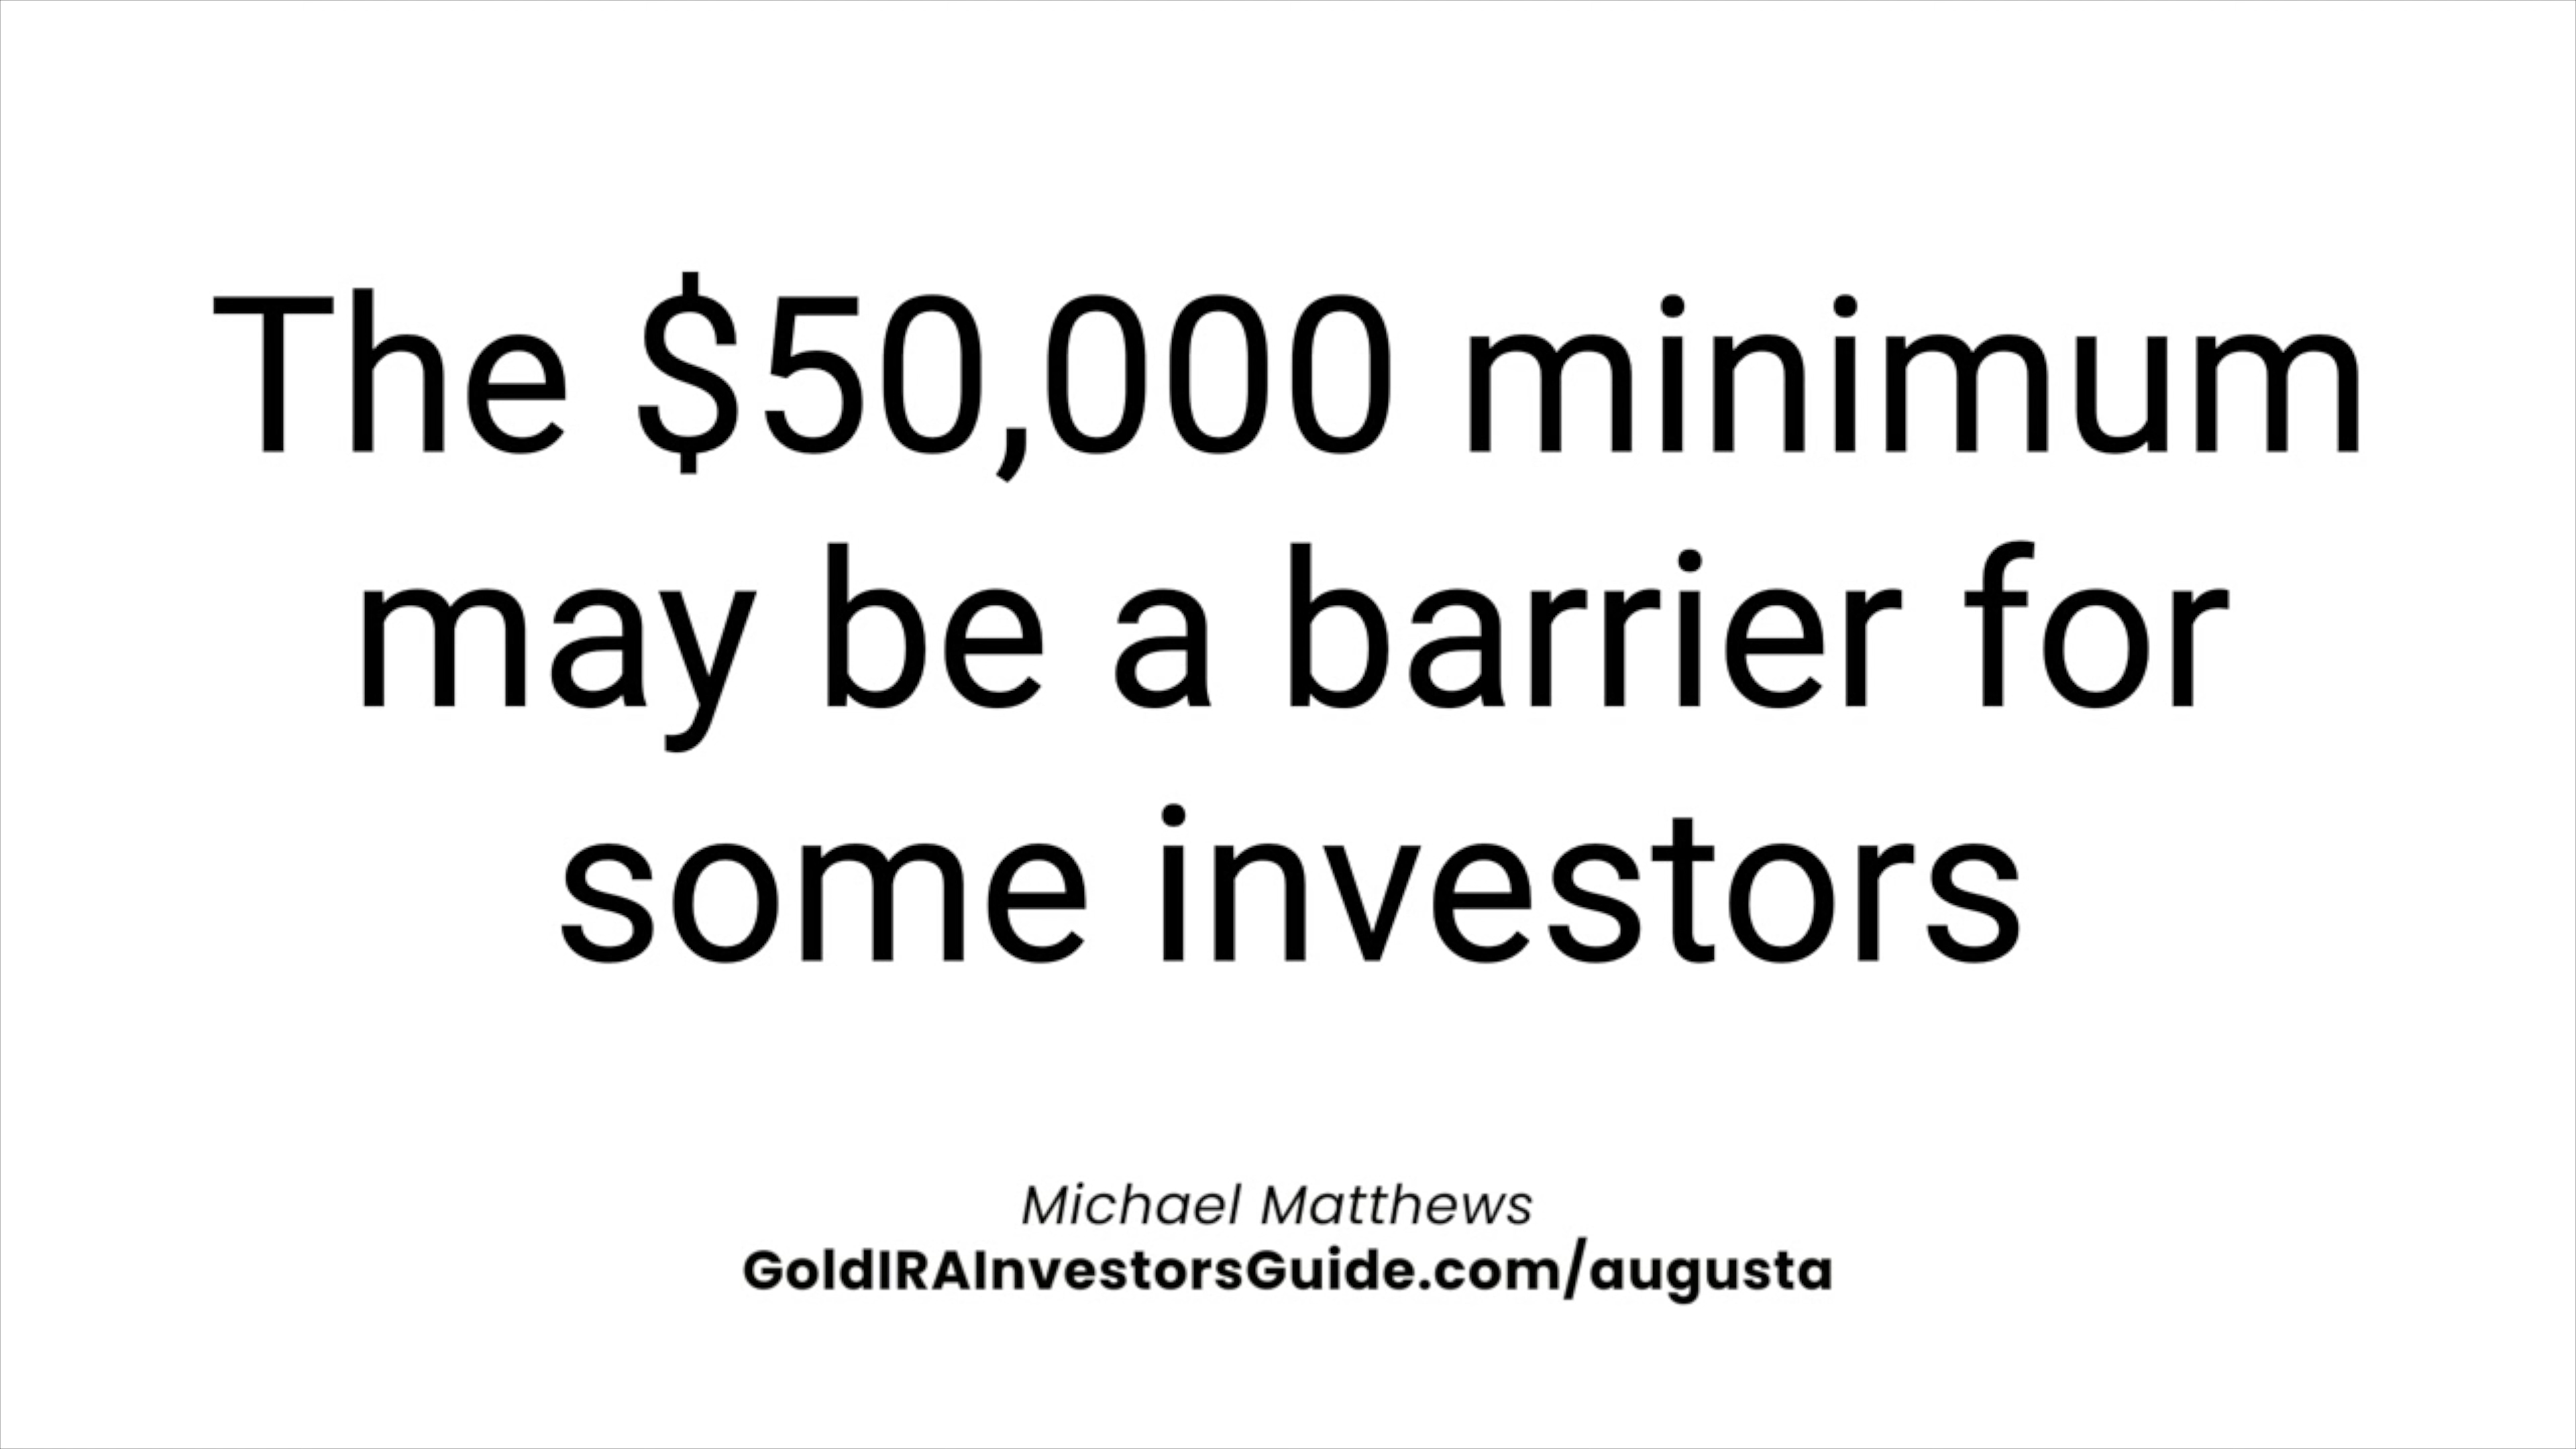 The $50,000 minimum
may be a barrier for
some investors
Michael Matthews
GoldIRAInvestorsGuide.com/augusta